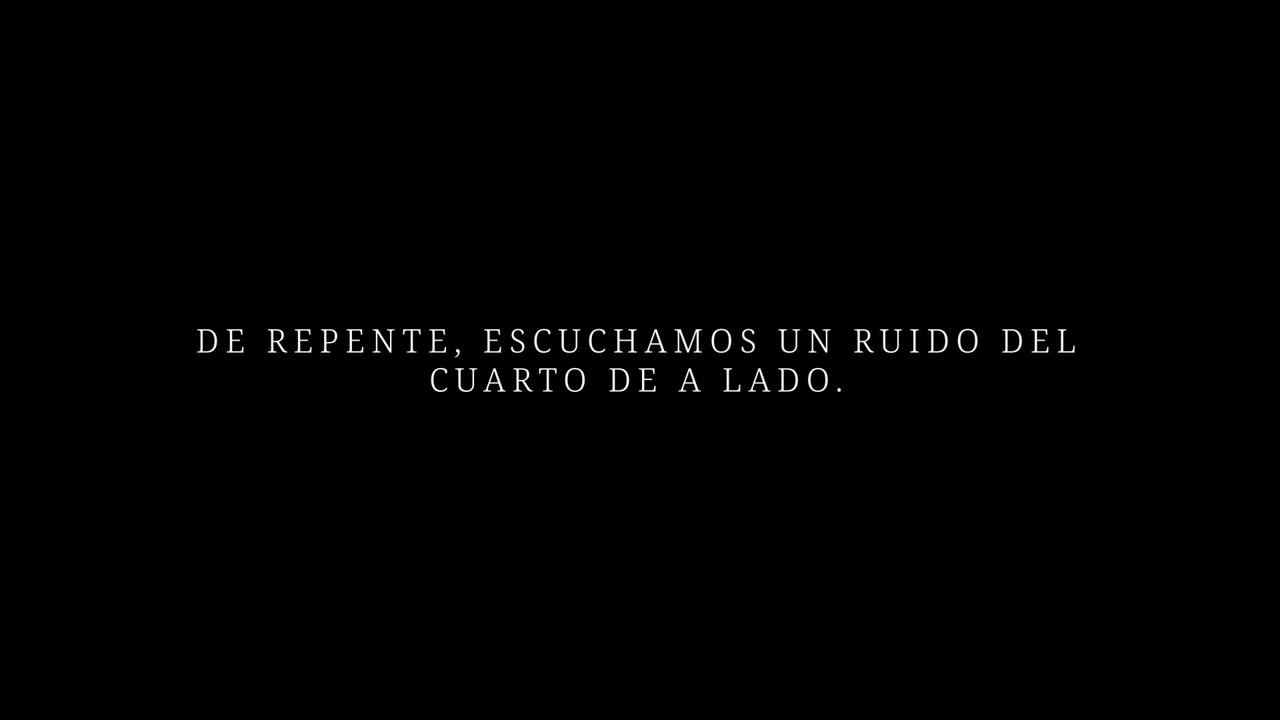 DE REPENTE, ESCUCHAMOS UN RUIDO DEL
CUARTO DE A LADO.